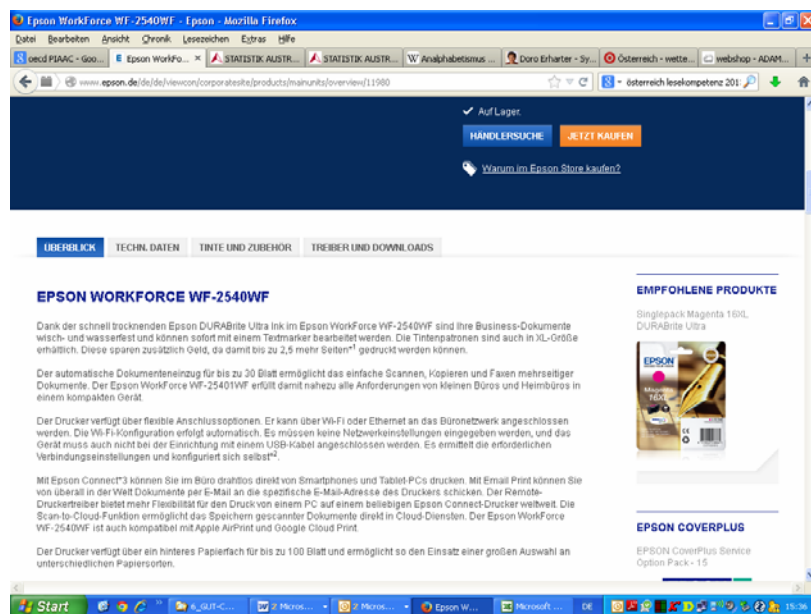 Epson WorkForce WF-2540WF - Epson - Mozilla Firefox
Datei Bearbeiten Ansicht Chronik Lesezeichen Extras Hilfe
oecd PIAAC - Goo... Epson WorkFo... STATISTIK AUSTR... STATISTIK AUSTR... Analphabetismus ... Doro Erharter - Sy... Österreich - wette... webshop - ADAM...
www.epson.de/de/de/viewcon/corporatesite/products/mainunits/overview/11980 österreich lesekompetenz 201
Auf Lager.
HÄNDLERSUCHE JETZT KAUFEN
Warum im Epson Store kaufen?
ÜBERBLICK TECHN. DATEN TINTE UND ZUBEHÖR TREIBER UND DOWNLOADS
EPSON WORKFORCE WF-2540WF
Dank der schnell trocknenden Epson DURABrite Ultra Ink im Epson WorkForce WF-2540WF sind Ihre Business-Dokumente
wisch- und wasserfest und können sofort mit einem Textmarker bearbeitet werden. Die Tintenpatronen sind auch in XL-Größe
erhältlich. Diese sparen zusätzlich Geld, da damit bis zu 2,5 mehr Seiten*1 gedruckt werden können.
Der automatische Dokumenteneinzug für bis zu 30 Blatt ermöglicht das einfache Scannen, Kopieren und Faxen mehrseitiger
Dokumente. Der Epson WorkForce WF-25401WF erfüllt damit nahezu alle Anforderungen von kleinen Büros und Heimbüros in
einem kompakten Gerät.
Der Drucker verfügt über flexible Anschlussoptionen. Er kann über Wi-Fi oder Ethernet an das Büronetzwerk angeschlossen
werden. Die Wi-Fi-Konfiguration erfolgt automatisch. Es müssen keine Netzwerkeinstellungen eingegeben werden, und das
Gerät muss auch nicht bei der Einrichtung mit einem USB-Kabel angeschlossen werden. Es ermittelt die erforderlichen
Verbindungseinstellungen und konfiguriert sich selbst*2.
Mit Epson Connect*3 können Sie im Büro drahtlos direkt von Smartphones und Tablet-PCs drucken. Mit Email Print können Sie
von überall in der Welt Dokumente per E-Mail an die spezifische E-Mail-Adresse des Druckers schicken. Der Remote-
Druckertreiber bietet mehr Flexibilität für den Druck von einem PC auf einem beliebigen Epson Connect-Drucker weltweit. Die
Scan-to-Cloud-Funktion ermöglicht das Speichern gescannter Dokumente direkt in Cloud-Diensten. Der Epson WorkForce
WF-2540WF ist auch kompatibel mit Apple AirPrint und Google Cloud Print.
Der Drucker verfügt über ein hinteres Papierfach für bis zu 100 Blatt und ermöglicht so den Einsatz einer großen Auswahl an
unterschiedlichen Papiersorten.
EMPFOHLENE PRODUKTE
Singlepack Magenta 16XL
DURABrite Ultra
EPSON
Magenta
16XL
EPSON COVERPLUS
EPSON CoverPlus Service
Option Pack - 15
Start 6_GUT-C... 2 Micros... 2 Micros... Epson W... Microsoft ... DE 15:36